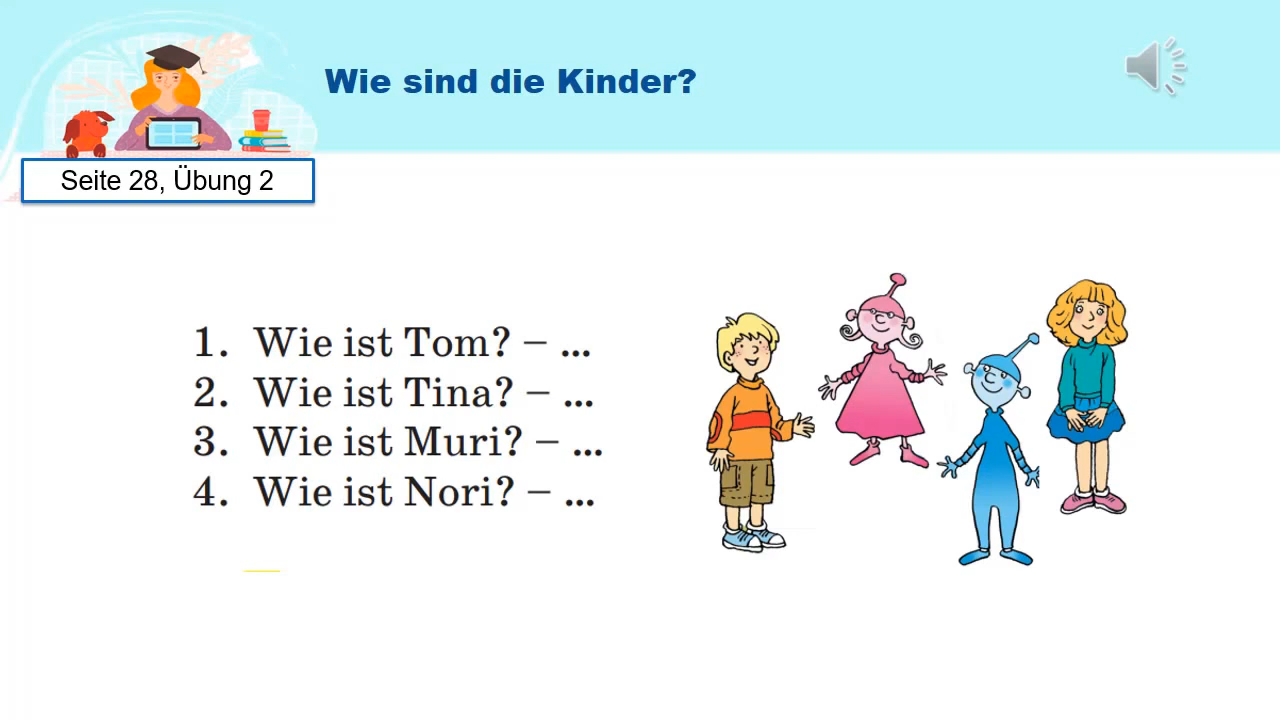 Wie sind die Kinder?
Seite 28, Übung 2
1. Wie ist Tom? – ...
2. Wie ist Tina? – ...
3. Wie ist Muri? – ...
4. Wie ist Nori? – ...